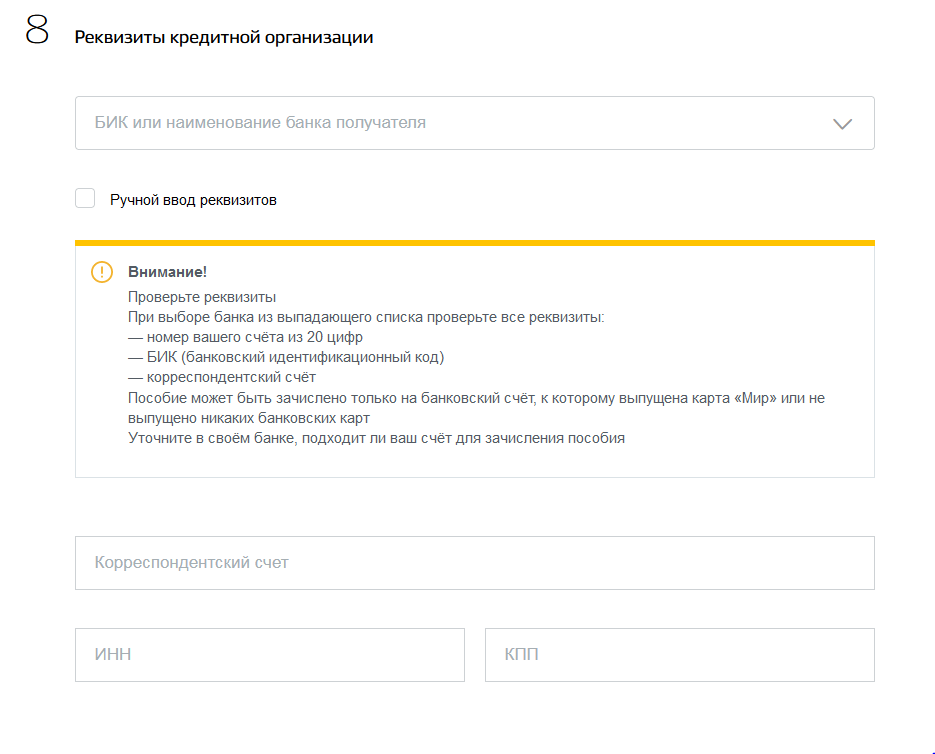 8
Реквизиты кредитной организации
БИК или наименование банка получателя
Ручной ввод реквизитов
Внимание!
Проверьте реквизиты
При выборе банка из выпадающего списка проверьте все реквизиты:
— номер вашего счёта из 20 цифр
— БИК (банковский идентификационный код)
— корреспондентский счёт
Пособие может быть зачислено только на банковский счёт, к которому выпущена карта «Мир» или не
выпущено никаких банковских карт
Уточните в своём банке, подходит ли ваш счёт для зачисления пособия
Корреспондентский счет
ИНН
КПП